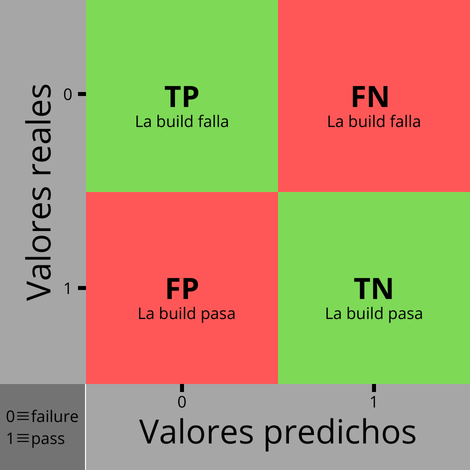 TP
La build falla
FN
La build falla
FP
La build pasa
TN
La build pasa
Valores reales
0
1
0
1
Valores predichos
0≡failure
1≡pass